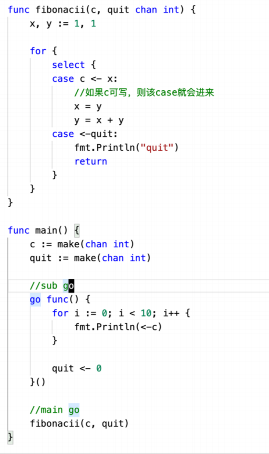 func fibonacii(c, quit chan int) {
    x, y := 1, 1

    for {
        select {
        case c <- x:
            //如果c可写，则该case就会进来
            x = y
            y = x + y
        case <-quit:
            fmt.Println("quit")
            return
        }
    }
}

func main() {
    c := make(chan int)
    quit := make(chan int)

    //sub go
    go func() {
        for i := 0; i < 10; i++ {
            fmt.Println(<-c)
        }

        quit <- 0
    }()

    //main go
    fibonacii(c, quit)
}